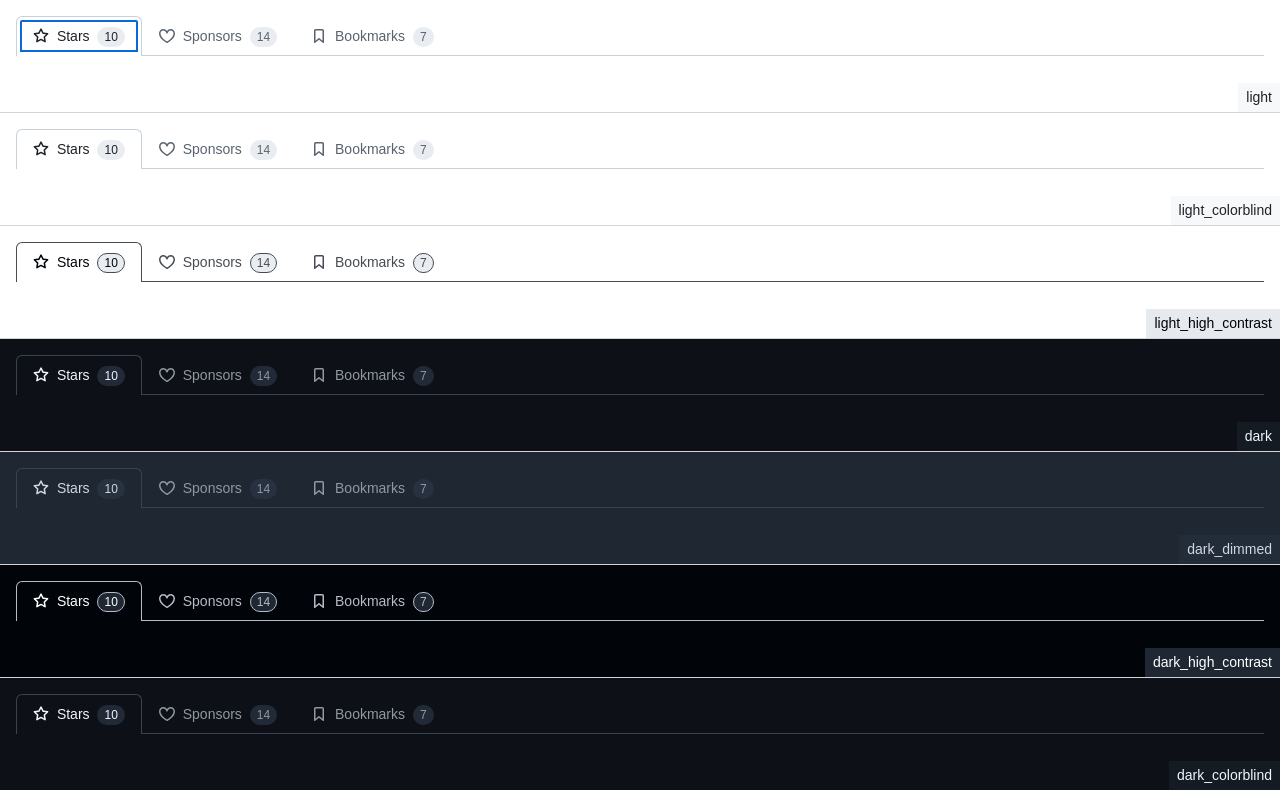 Stars 10 Sponsors 14 Bookmarks 7
light
Stars 10 Sponsors 14 Bookmarks 7
light_colorblind
Stars 10 Sponsors 14 Bookmarks 7
light_high_contrast
Stars 10 Sponsors 14 Bookmarks 7
dark
Stars 10 Sponsors 14 Bookmarks 7
dark_dimmed
Stars 10 Sponsors 14 Bookmarks 7
dark_high_contrast
Stars 10 Sponsors 14 Bookmarks 7
dark_colorblind